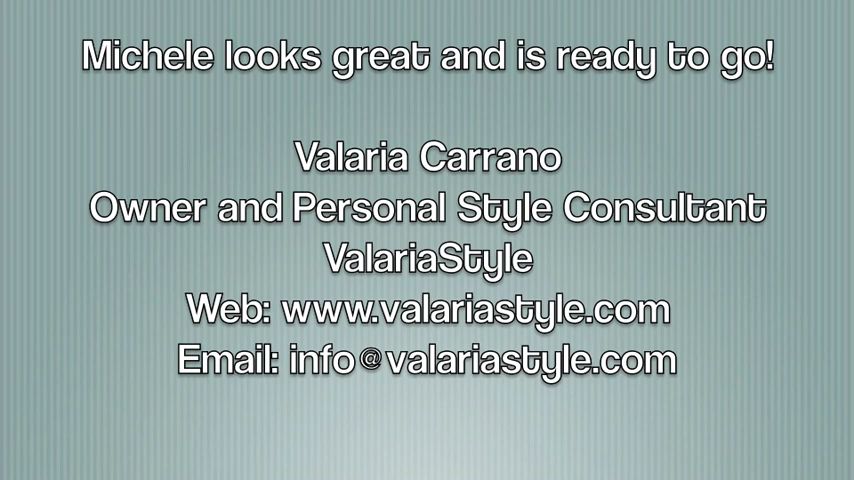 Michele looks great and is ready to go!
Valaria Carrano
Owner and Personal Style Consultant
ValariaStyle
Web: www.valariastyle.com
Email: info@valariastyle.com